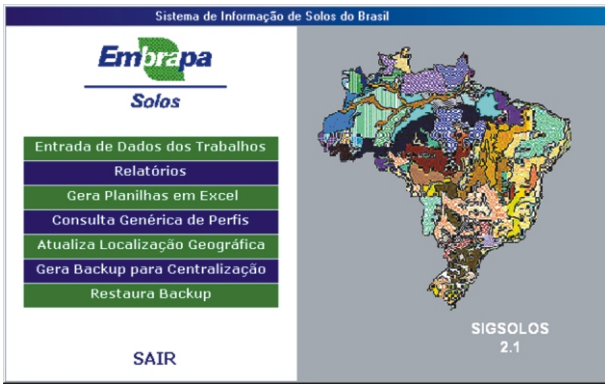 Sistema de Informação de Solos do Brasil
Embrapa
Solos
Entrada de Dados dos Trabalhos
Relatórios
Gera Planilhas em Excel
Consulta Genérica de Perfis
Atualiza Localização Geográfica
Gera Backup para Centralização
Restaura Backup
SAIR
SIGSOLOS
2.1